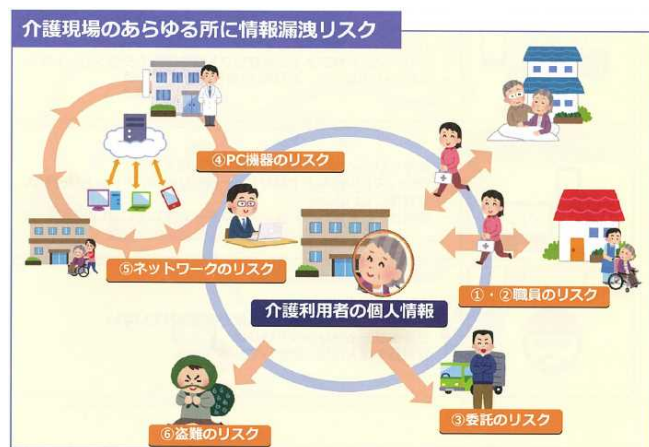 介護現場のあらゆる所に情報漏洩リスク
④PC機器のリスク
⑤ネットワークのリスク
介護利用者の個人情報
①・②職員のリスク
③委託のリスク
⑥盗難のリスク